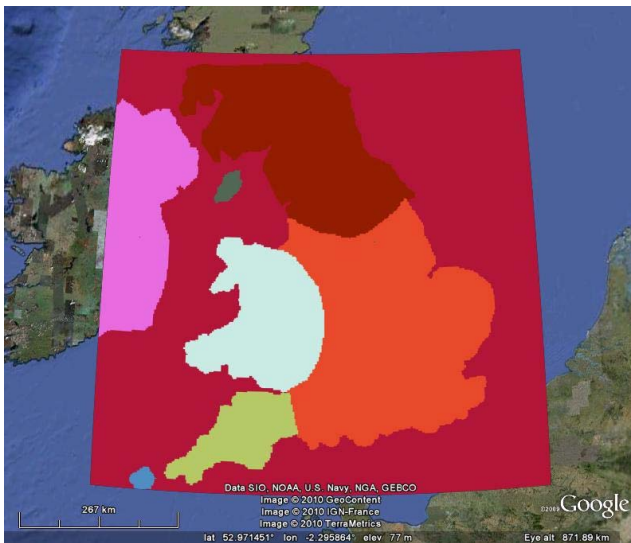 Data SIO, NOAA, U.S. Navy, NGA, GEBCO
Image © 2010 GeoContent
Image © 2010 IGN-France
Image © 2010 TerraMetrics
267 km
©2009 Google
lat 52.971451° lon -2.295864° elev 77 m
Eye alt 871.89 km